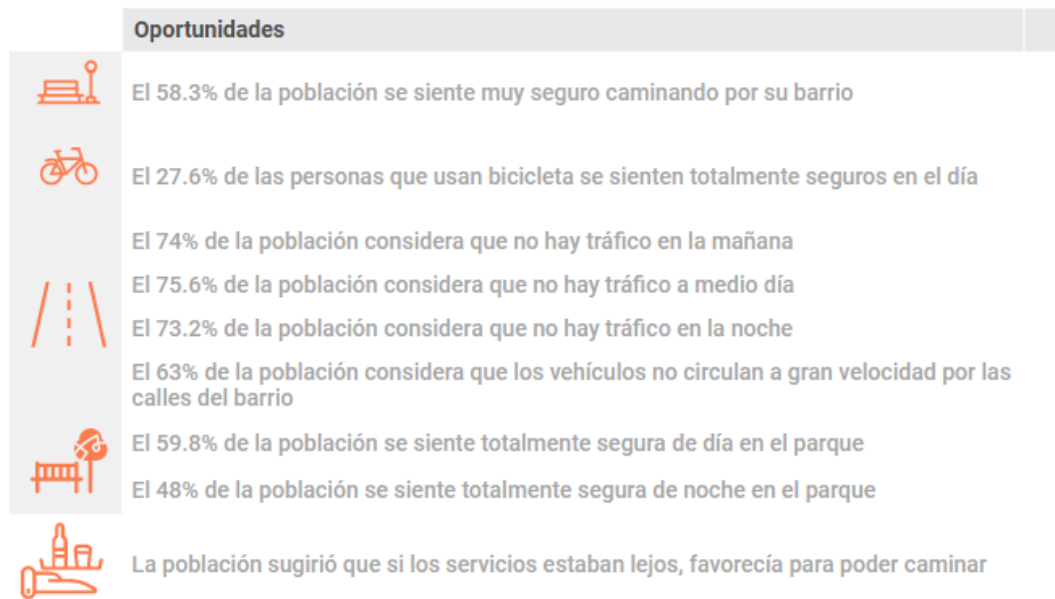 Oportunidades
El 58.3% de la población se siente muy seguro caminando por su barrio
El 27.6% de las personas que usan bicicleta se sienten totalmente seguros en el día
El 74% de la población considera que no hay tráfico en la mañana
El 75.6% de la población considera que no hay tráfico a medio día
El 73.2% de la población considera que no hay tráfico en la noche
El 63% de la población considera que los vehículos no circulan a gran velocidad por las
calles del barrio
El 59.8% de la población se siente totalmente segura de día en el parque
El 48% de la población se siente totalmente segura de noche en el parque
La población sugirió que si los servicios estaban lejos, favorecía para poder caminar